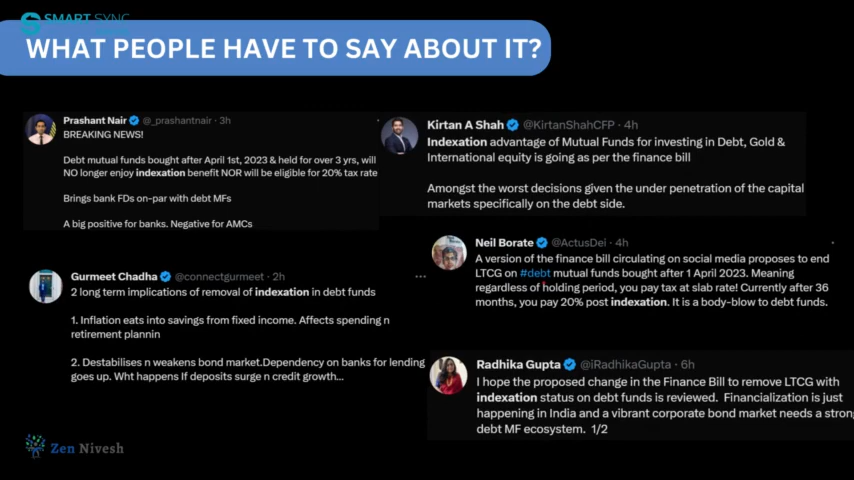 SMART SYNC
WHAT PEOPLE HAVE TO SAY ABOUT IT?
Prashant Nair @_prashantnair · 3h
BREAKING NEWS!
Debt mutual funds bought after April 1st, 2023 & held for over 3 yrs, will
NO longer enjoy indexation benefit NOR will be eligible for 20% tax rate
Brings bank FDs on-par with debt MFs
A big positive for banks. Negative for AMCs
Kirtan A Shah @KirtanShahCFP · 4h
Indexation advantage of Mutual Funds for investing in Debt, Gold &
International equity is going as per the finance bill
Amongst the worst decisions given the under penetration of the capital
markets specifically on the debt side.
Gurmeet Chadha @connectgurmeet · 2h
2 long term implications of removal of indexation in debt funds
1. Inflation eats into savings from fixed income. Affects spending n
retirement plannin
2. Destabilises n weakens bond market.Dependency on banks for lending
goes up. Wht happens If deposits surge n credit growth...
Neil Borate @ActusDei · 4h
A version of the finance bill circulating on social media proposes to end
LTCG on #debt mutual funds bought after 1 April 2023. Meaning
regardless of holding period, you pay tax at slab rate! Currently after 36
months, you pay 20% post indexation. It is a body-blow to debt funds.
Radhika Gupta @iRadhikaGupta · 6h
I hope the proposed change in the Finance Bill to remove LTCG with
indexation status on debt funds is reviewed. Financialization is just
happening in India and a vibrant corporate bond market needs a stron
debt MF ecosystem. 1/2
Zen Nivesh